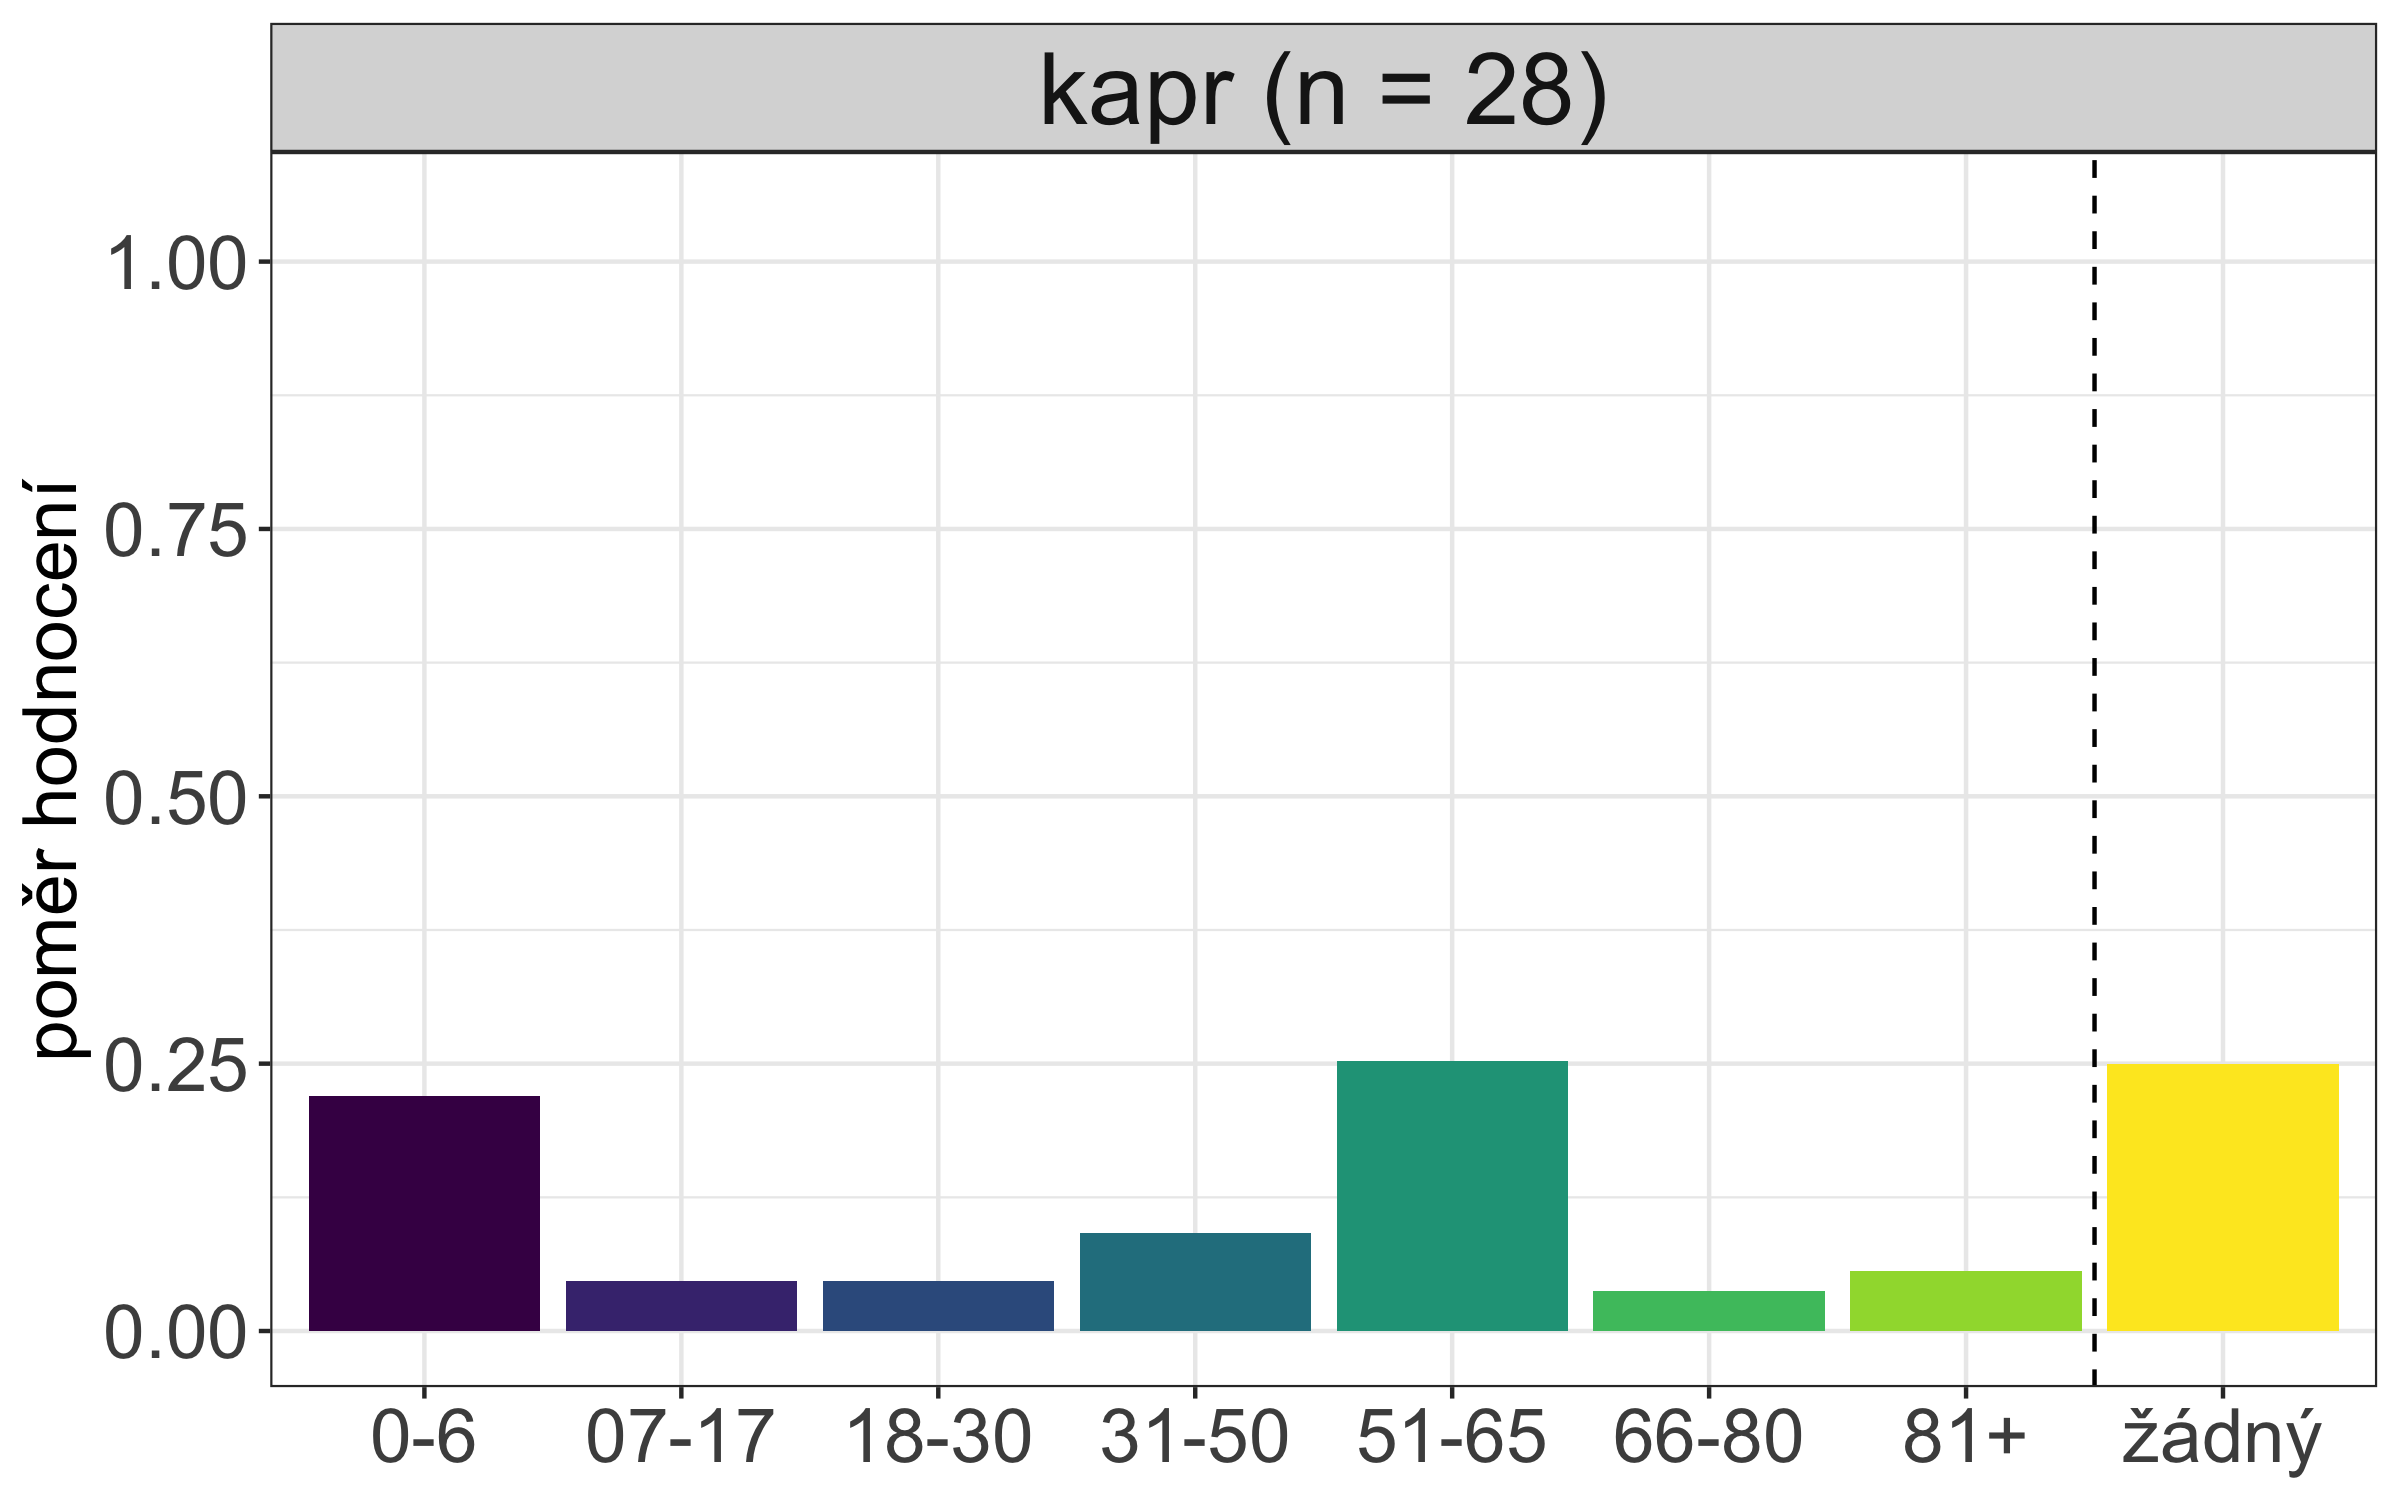 kapr (n = 28)
poměr hodnocení
1.00
0.75
0.50
0.25
0.00
0-6 07-17 18-30 31-50 51-65 66-80 81+ žádný